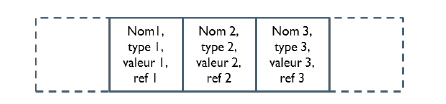 Nom1,
type 1,
valeur 1,
ref 1
Nom 2,
type 2,
valeur 2,
ref 2
Nom 3,
type 3,
valeur 3,
ref 3